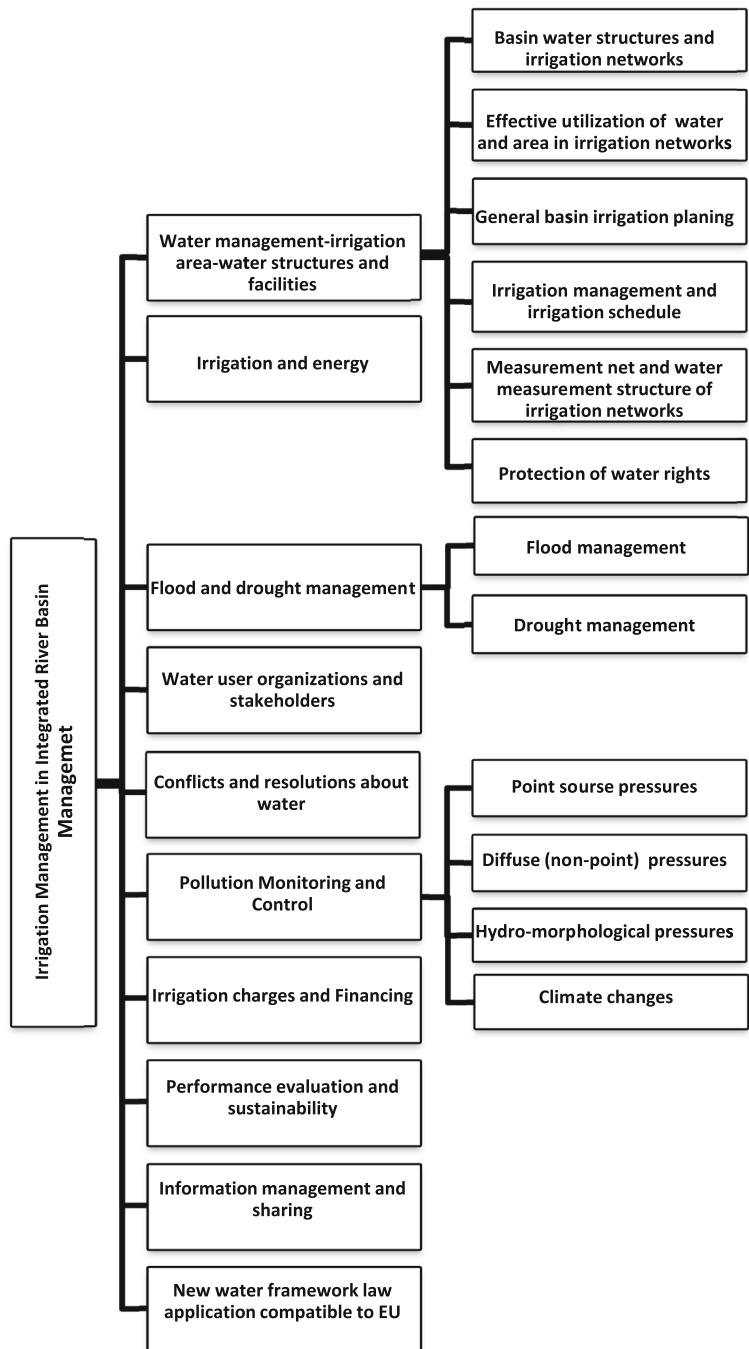 Irrigation Management in Integrated River Basin
Managemet
Water management-irrigation
area-water structures and
facilities
Basin water structures and
irrigation networks
Effective utilization of water
and area in irrigation networks
General basin irrigation planing
Irrigation management and
irrigation schedule
Measurement net and water
measurement structure of
irrigation networks
Protection of water rights
Irrigation and energy
Flood and drought management
Flood management
Drought management
Water user organizations and
stakeholders
Conflicts and resolutions about
water
Pollution Monitoring and
Control
Point sourse pressures
Diffuse (non-point) pressures
Hydro-morphological pressures
Climate changes
Irrigation charges and Financing
Performance evaluation and
sustainability
Information management and
sharing
New water framework law
application compatible to EU